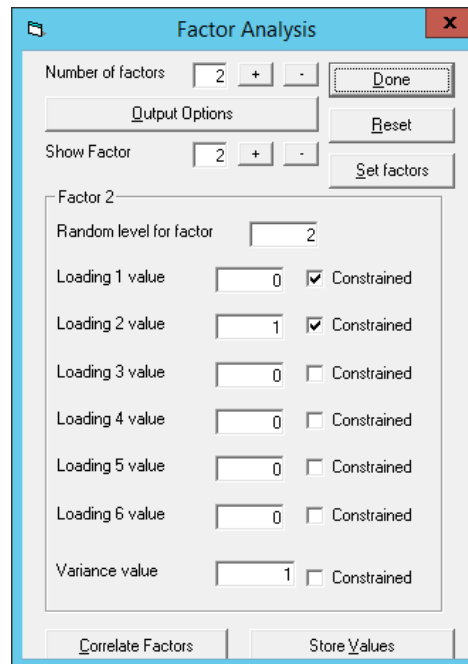 Factor Analysis
x
Number of factors 2 + - Done
Output Options
Reset
Show Factor 2 + -
Set factors
Factor 2
Random level for factor 2
Loading 1 value 0 Constrained
Loading 2 value 1 Constrained
Loading 3 value 0 Constrained
Loading 4 value 0 Constrained
Loading 5 value 0 Constrained
Loading 6 value 0 Constrained
Variance value 1 Constrained
Correlate Factors Store Values